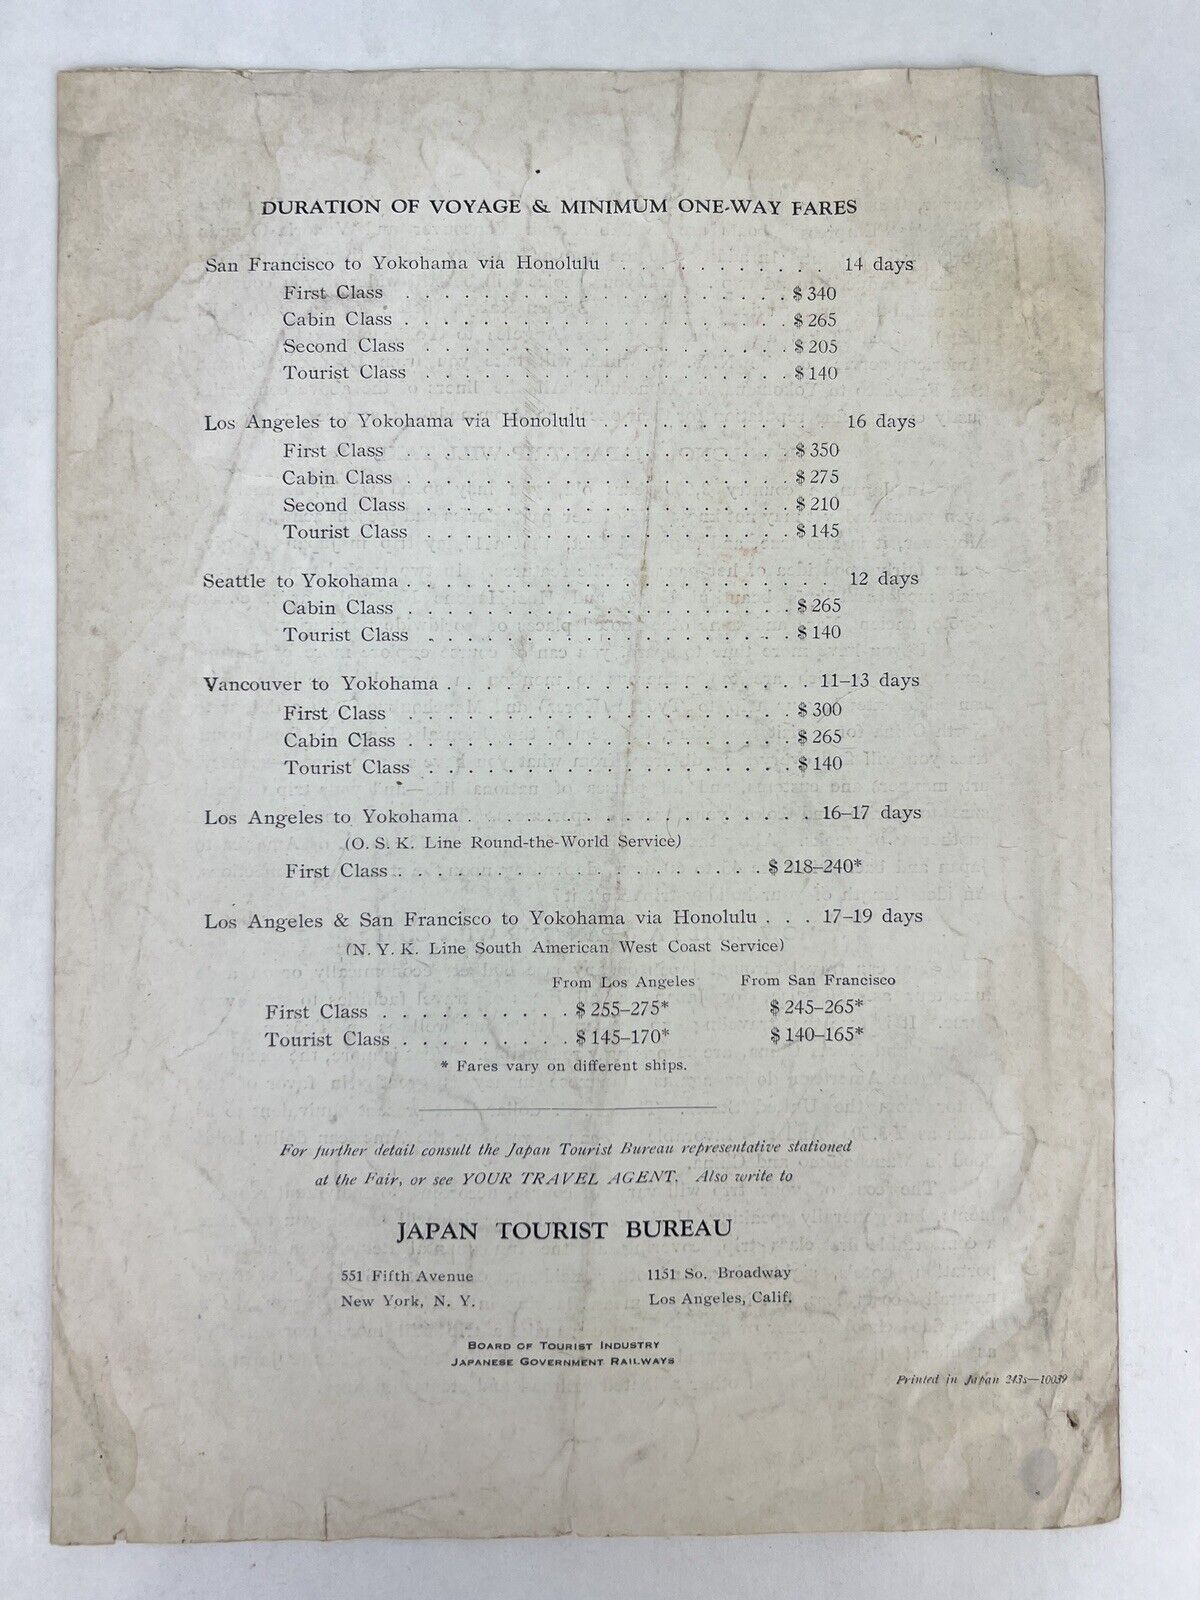 DURATION OF VOYAGE & MINIMUM ONE-WAY FARES
San Francisco to Yokohama via Honolulu . . . . . . . . . . 14 days
First Class . . . . . . . . . . . . . . . . . . . . $ 340
Cabin Class . . . . . . . . . . . . . . . . . . . . $ 265
Second Class . . . . . . . . . . . . . . . . . . . $ 205
Tourist Class . . . . . . . . . . . . . . . . . . . $ 140
Los Angeles to Yokohama via Honolulu . . . . . . . . . . . 16 days
First Class . . . . . . . . . . . . . . . . . . . . $ 350
Cabin Class . . . . . . . . . . . . . . . . . . . . $ 275
Second Class . . . . . . . . . . . . . . . . . . . $ 210
Tourist Class . . . . . . . . . . . . . . . . . . . $ 145
Seattle to Yokohama . . . . . . . . . . . . . . . . . . . . . . 12 days
Cabin Class . . . . . . . . . . . . . . . . . . . . $ 265
Tourist Class . . . . . . . . . . . . . . . . . . . $ 140
Vancouver to Yokohama . . . . . . . . . . . . . . . . . . 11–13 days
First Class . . . . . . . . . . . . . . . . . . . . $ 300
Cabin Class . . . . . . . . . . . . . . . . . . . . $ 265
Tourist Class . . . . . . . . . . . . . . . . . . . $ 140
Los Angeles to Yokohama . . . . . . . . . . . . . . . . . . 16–17 days
(O. S. K. Line Round-the-World Service)
First Class . . . . . . . . . . . . . . . . . . . $ 218–240*
Los Angeles & San Francisco to Yokohama via Honolulu . . . 17–19 days
(N. Y. K. Line South American West Coast Service)
From Los Angeles From San Francisco
First Class . . . . . . . . . . $ 255–275* $ 245–265*
Tourist Class . . . . . . . . . $ 145–170* $ 140–165*
* Fares vary on different ships.
For further detail consult the Japan Tourist Bureau representative stationed
at the Fair, or see YOUR TRAVEL AGENT. Also write to
JAPAN TOURIST BUREAU
551 Fifth Avenue 1151 So. Broadway
New York, N. Y. Los Angeles, Calif.
BOARD OF TOURIST INDUSTRY
JAPANESE GOVERNMENT RAILWAYS
Printed in Japan 243s—10039